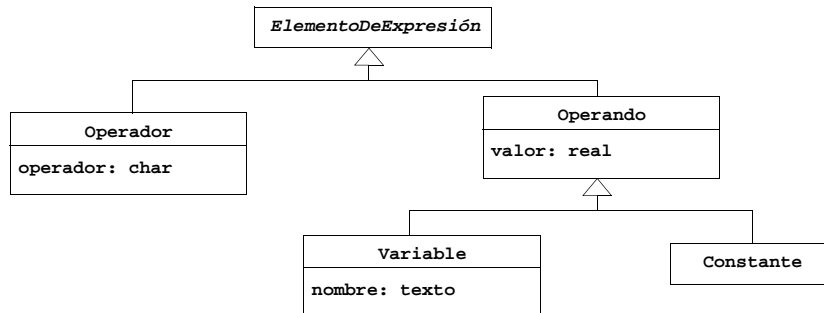 ElementoDeExpresión
Operador
operador: char
Operando
valor: real
Variable
nombre: texto
Constante